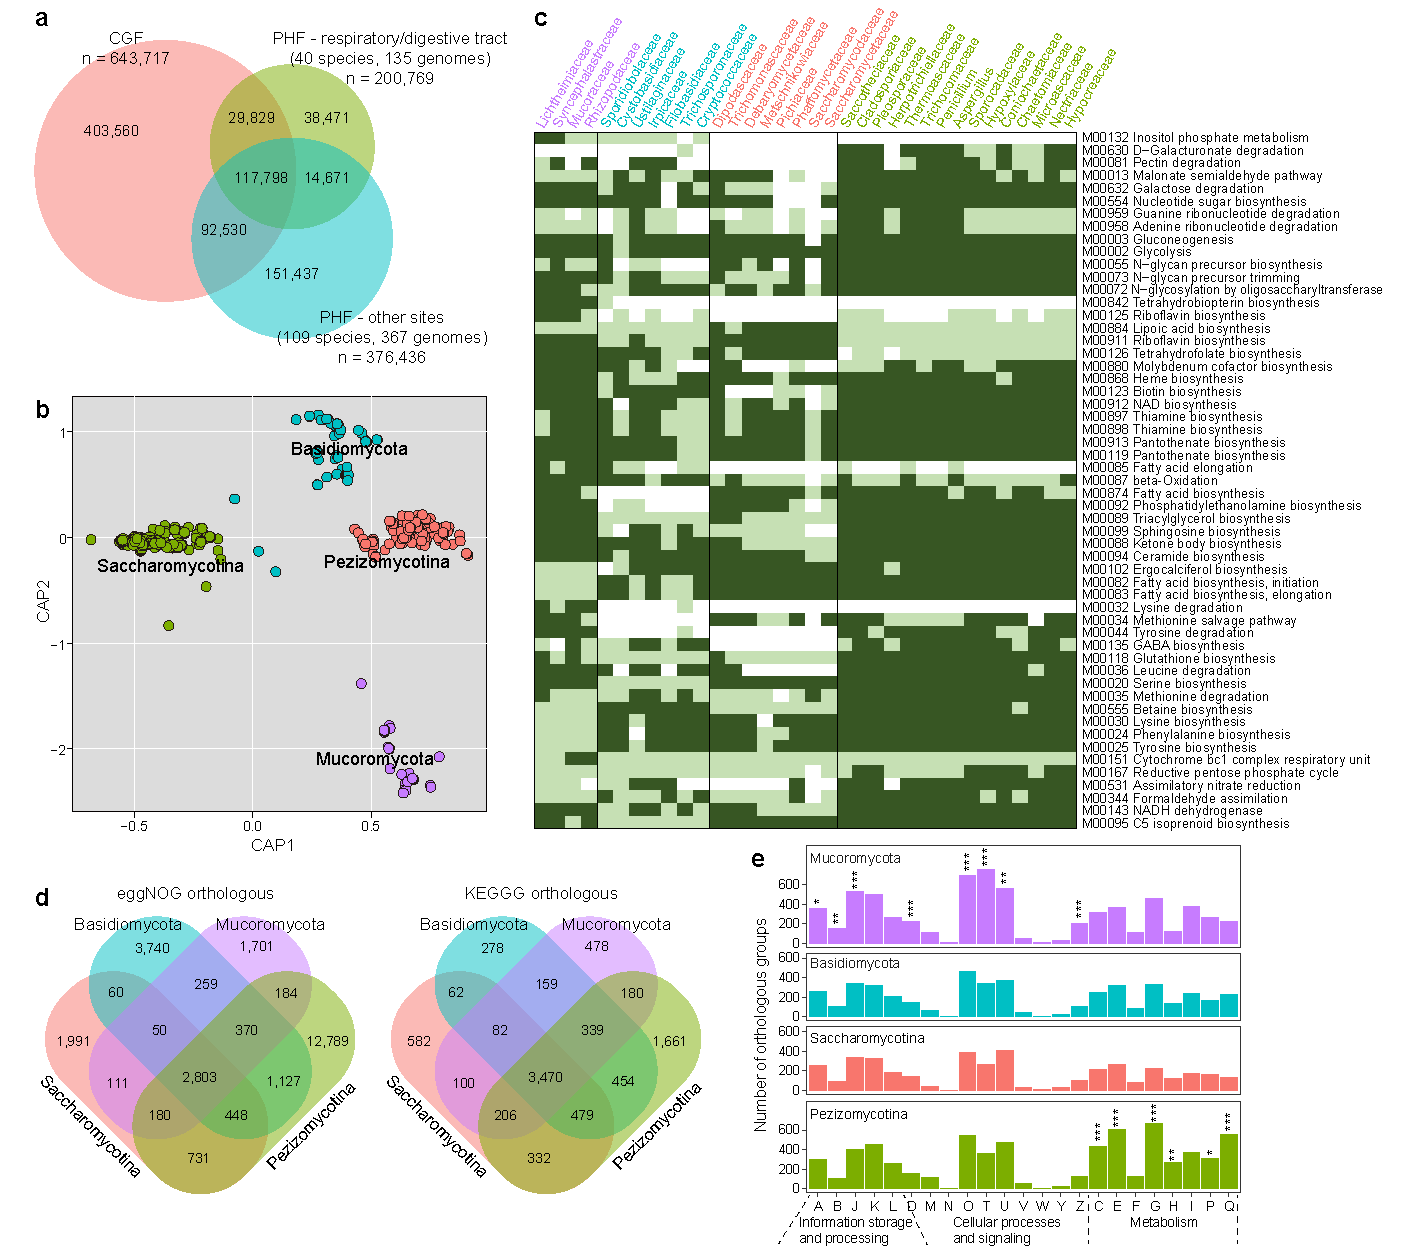 a
CGF
n = 643,717
PHF - respiratory/digestive tract
(40 species, 135 genomes)
n = 200,769
403,560
29,829
38,471
117,798
14,671
92,530
151,437
PHF - other sites
(109 species, 367 genomes)
n = 376,436
b
Basidiomycota
Saccharomycotina
Pezizomycotina
Mucoromycota
1
0
−1
−2
CAP2
−0.5
0.0
0.5
CAP1
c
Lichtheimiaceae
Syncephalastraceae
Mucoraceae
Rhizopodaceae
Sporidiobolaceae
Cystobasidiaceae
Ustilaginaceae
Irpicaceae
Filobasidiaceae
Trichosporonaceae
Cryptococcaceae
Dipodascaceae
Trichomonascaceae
Debaryomycetaceae
Metschnikowiaceae
Pichiaceae
Phaffomycetaceae
Saccharomycodaceae
Saccharomycetaceae
Saccotheciaceae
Cladosporiaceae
Pleosporaceae
Herpotrichiellaceae
Thermoascaceae
Trichocomaceae
Penicillium
Aspergillus
Sporocadaceae
Hypoxylaceae
Coniochaetaceae
Chaetomiaceae
Microascaceae
Nectriaceae
Hypocreaceae
M00132 Inositol phosphate metabolism
M00630 D−Galacturonate degradation
M00081 Pectin degradation
M00013 Malonate semialdehyde pathway
M00632 Galactose degradation
M00554 Nucleotide sugar biosynthesis
M00959 Guanine ribonucleotide degradation
M00958 Adenine ribonucleotide degradation
M00003 Gluconeogenesis
M00002 Glycolysis
M00055 N−glycan precursor biosynthesis
M00073 N−glycan precursor trimming
M00072 N−glycosylation by oligosaccharyltransferase
M00842 Tetrahydrobiopterin biosynthesis
M00125 Riboflavin biosynthesis
M00884 Lipoic acid biosynthesis
M00911 Riboflavin biosynthesis
M00126 Tetrahydrofolate biosynthesis
M00880 Molybdenum cofactor biosynthesis
M00868 Heme biosynthesis
M00123 Biotin biosynthesis
M00912 NAD biosynthesis
M00897 Thiamine biosynthesis
M00898 Thiamine biosynthesis
M00913 Pantothenate biosynthesis
M00119 Pantothenate biosynthesis
M00085 Fatty acid elongation
M00087 beta-Oxidation
M00874 Fatty acid biosynthesis
M00092 Phosphatidylethanolamine biosynthesis
M00089 Triacylglycerol biosynthesis
M00099 Sphingosine biosynthesis
M00088 Ketone body biosynthesis
M00094 Ceramide biosynthesis
M00102 Ergocalciferol biosynthesis
M00082 Fatty acid biosynthesis, initiation
M00083 Fatty acid biosynthesis, elongation
M00032 Lysine degradation
M00034 Methionine salvage pathway
M00044 Tyrosine degradation
M00135 GABA biosynthesis
M00118 Glutathione biosynthesis
M00036 Leucine degradation
M00020 Serine biosynthesis
M00035 Methionine degradation
M00555 Betaine biosynthesis
M00030 Lysine biosynthesis
M00024 Phenylalanine biosynthesis
M00025 Tyrosine biosynthesis
M00151 Cytochrome bc1 complex respiratory unit
M00167 Reductive pentose phosphate cycle
M00531 Assimilatory nitrate reduction
M00344 Formaldehyde assimilation
M00143 NADH dehydrogenase
M00095 C5 isoprenoid biosynthesis
d
eggNOG orthologous
Basidiomycota
Mucoromycota
3,740
1,701
60
259
184
1,991
50
370
12,789
111
2,803
1,127
180
448
731
Saccharomycotina
Pezizomycotina
KEGGG orthologous
Basidiomycota
Mucoromycota
278
478
62
159
180
582
82
339
1,661
100
3,470
454
206
479
332
Saccharomycotina
Pezizomycotina
e
Number of orthologous groups
Mucoromycota
600
400
200
0
* ** *** *** *** *** ** ***
Basidiomycota
600
400
200
0
Saccharomycotina
600
400
200
0
Pezizomycotina
600
400
200
0
*** *** *** ** * ***
A B J K L D M N O T U V W Y Z C E F G H I P Q
Information storage
and processing
Cellular processes
and signaling
Metabolism